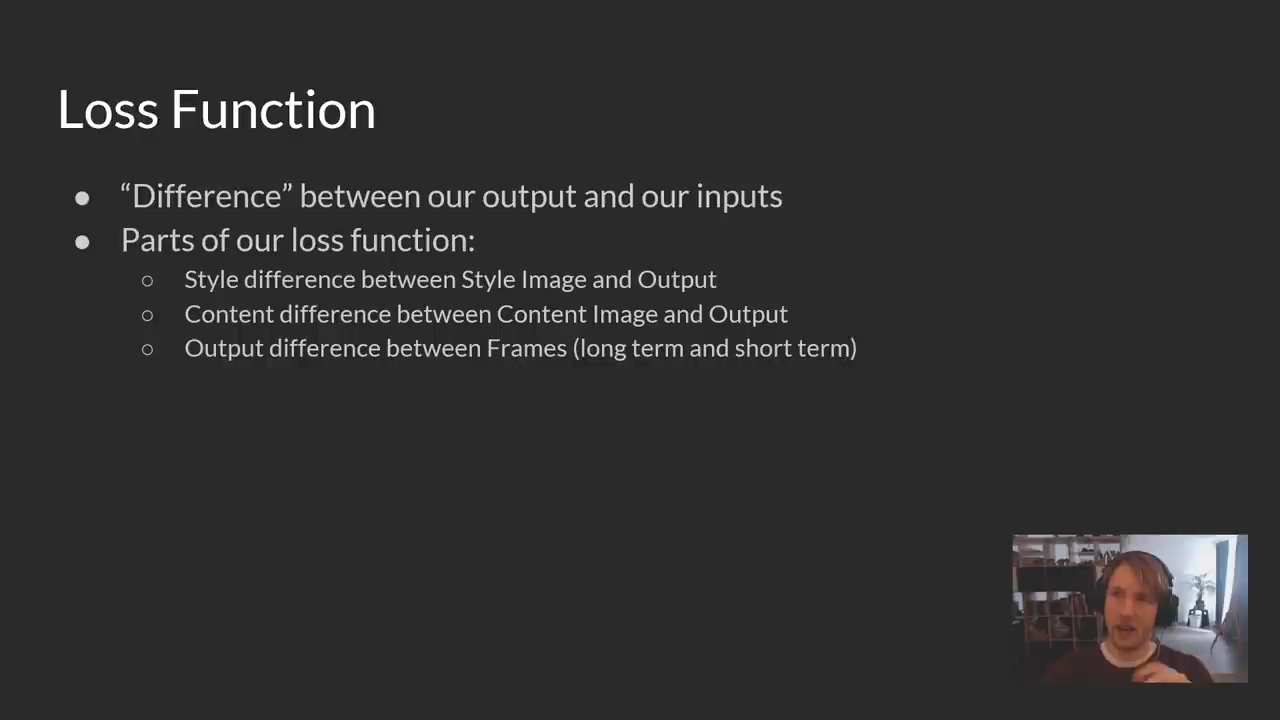 Loss Function
● “Difference” between our output and our inputs
● Parts of our loss function:
○ Style difference between Style Image and Output
○ Content difference between Content Image and Output
○ Output difference between Frames (long term and short term)